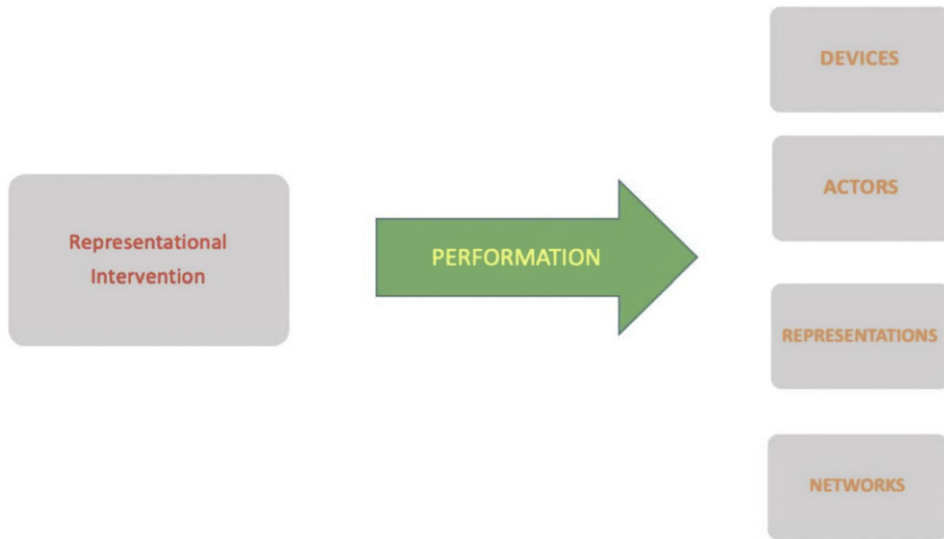 Representational
Intervention
PERFORMATION
DEVICES
ACTORS
REPRESENTATIONS
NETWORKS